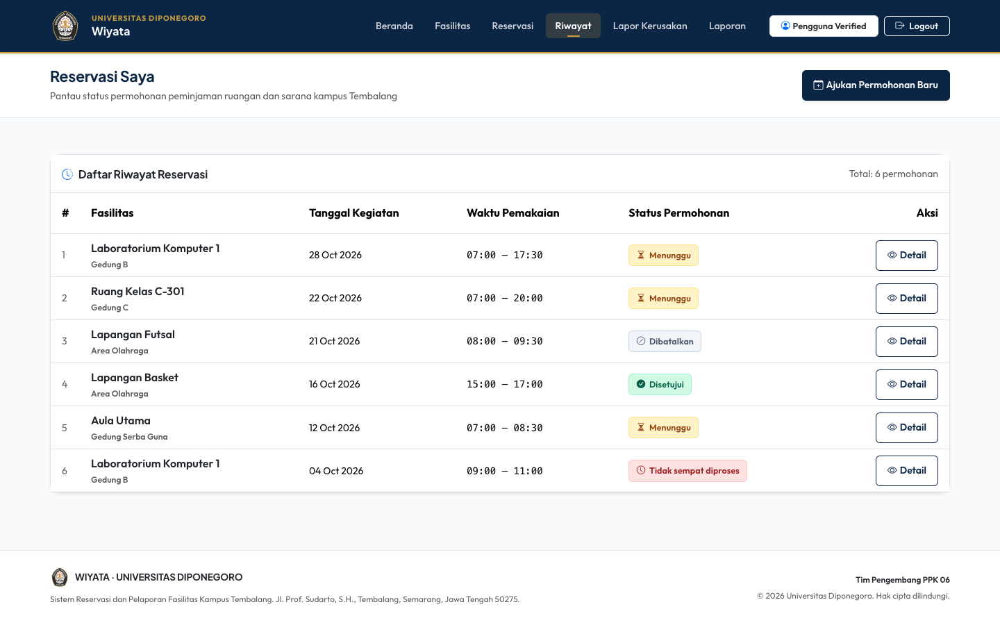 UNIVERSITAS DIPONEGORO
Wiyata
Beranda Fasilitas Reservasi Riwayat Lapor Kerusakan Laporan Pengguna Verified Logout
Reservasi Saya
Pantau status permohonan peminjaman ruangan dan sarana kampus Tembalang
Ajukan Permohonan Baru
Daftar Riwayat Reservasi Total: 6 permohonan
# Fasilitas Tanggal Kegiatan Waktu Pemakaian Status Permohonan Aksi
1 Laboratorium Komputer 1 28 Oct 2026 07:00 – 17:30 Menunggu Detail
Gedung B
2 Ruang Kelas C-301 22 Oct 2026 07:00 – 20:00 Menunggu Detail
Gedung C
3 Lapangan Futsal 21 Oct 2026 08:00 – 09:30 Dibatalkan Detail
Area Olahraga
4 Lapangan Basket 16 Oct 2026 15:00 – 17:00 Disetujui Detail
Area Olahraga
5 Aula Utama 12 Oct 2026 07:00 – 08:30 Menunggu Detail
Gedung Serba Guna
6 Laboratorium Komputer 1 04 Oct 2026 09:00 – 11:00 Tidak sempat diproses Detail
Gedung B
WIYATA · UNIVERSITAS DIPONEGORO
Sistem Reservasi dan Pelaporan Fasilitas Kampus Tembalang. Jl. Prof. Sudarto, S.H., Tembalang, Semarang, Jawa Tengah 50275.
Tim Pengembang PPK 06
© 2026 Universitas Diponegoro. Hak cipta dilindungi.